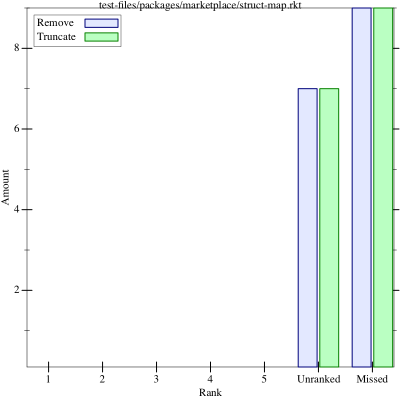 test-files/packages/marketplace/struct-map.rkt
Remove
Truncate
8
6
4
2
Amount
1 2 3 4 5 Unranked Missed
Rank